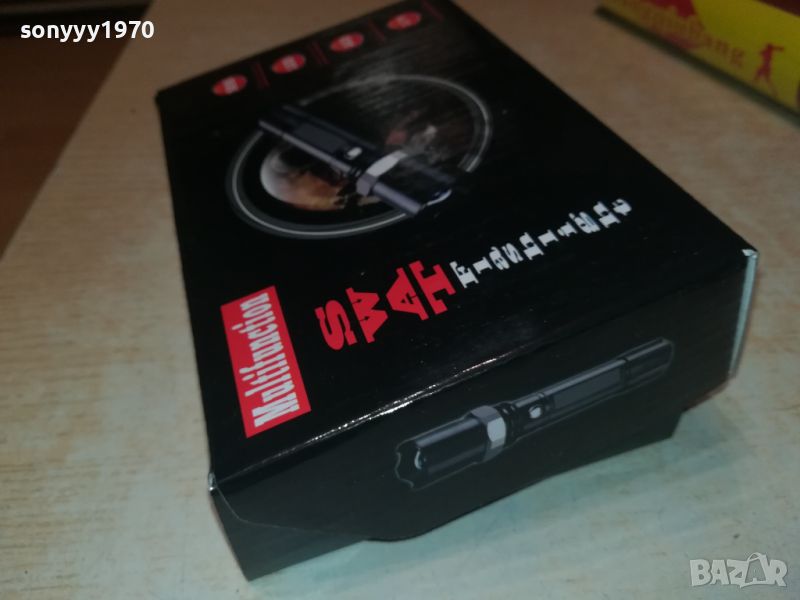 sonyyy1970
Multifunction
SWAT
Flashlight
BAZAR